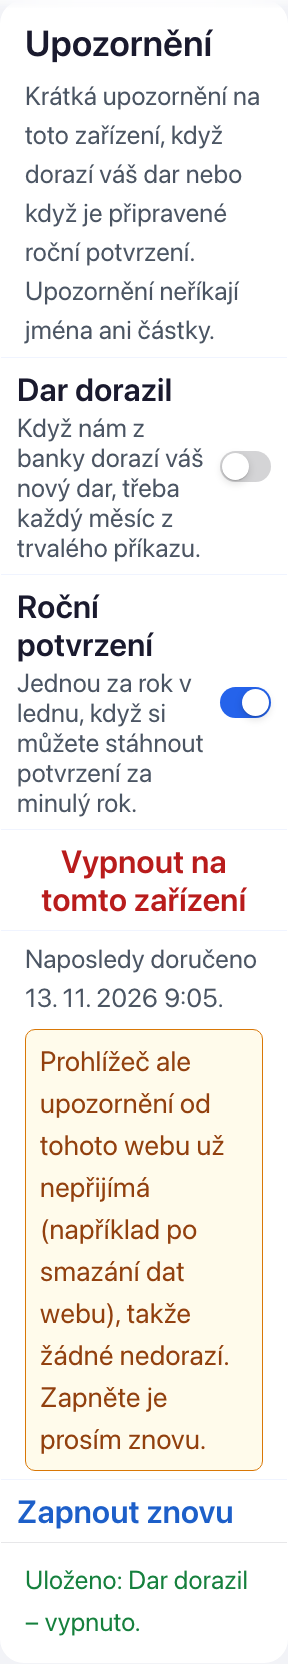 Upozornění
Krátká upozornění na
toto zařízení, když
dorazí váš dar nebo
když je připravené
roční potvrzení.
Upozornění neříkají
jména ani částky.
Dar dorazil
Když nám z
banky dorazí váš
nový dar, třeba
každý měsíc z
trvalého příkazu.
Roční
potvrzení
Jednou za rok v
lednu, když si
můžete stáhnout
potvrzení za
minulý rok.
Vypnout na
tomto zařízení
Naposledy doručeno
13. 11. 2026 9:05.
Prohlížeč ale
upozornění od
tohoto webu už
nepřijímá
(například po
smazání dat
webu), takže
žádné nedorazí.
Zapněte je
prosím znovu.
Zapnout znovu
Uloženo: Dar dorazil
– vypnuto.